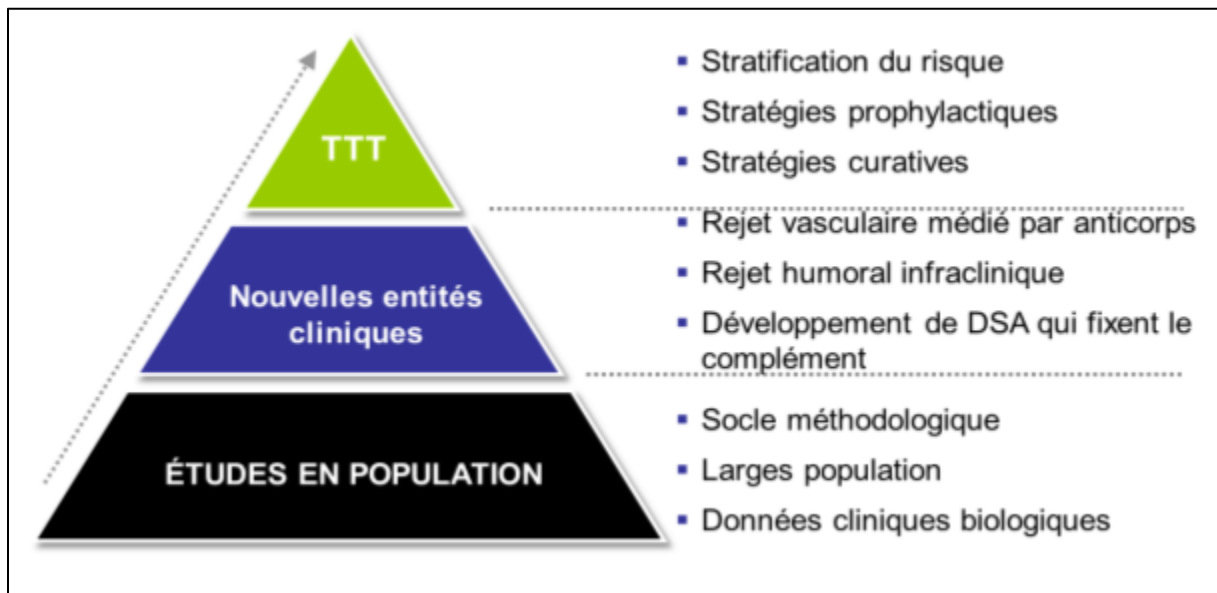 TTT
Nouvelles entités
cliniques
ÉTUDES EN POPULATION
Stratification du risque
Stratégies prophylactiques
Stratégies curatives
Rejet vasculaire médié par anticorps
Rejet humoral infraclinique
Développement de DSA qui fixent le
complément
Socle méthodologique
Larges population
Données cliniques biologiques